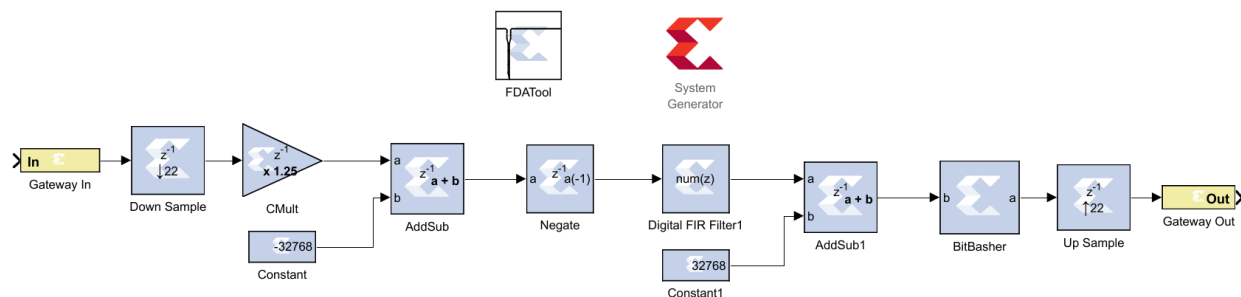 FDATool
System
Generator
In
Gateway In
z-1
↓22
Down Sample
z-1
x 1.25
CMult
-32768
Constant
a
b
z-1
a + b
AddSub
a
z-1
a(-1)
Negate
num(z)
Digital FIR Filter1
32768
Constant1
a
b
z-1
a + b
AddSub1
b
a
BitBasher
z-1
↑22
Up Sample
Out
Gateway Out